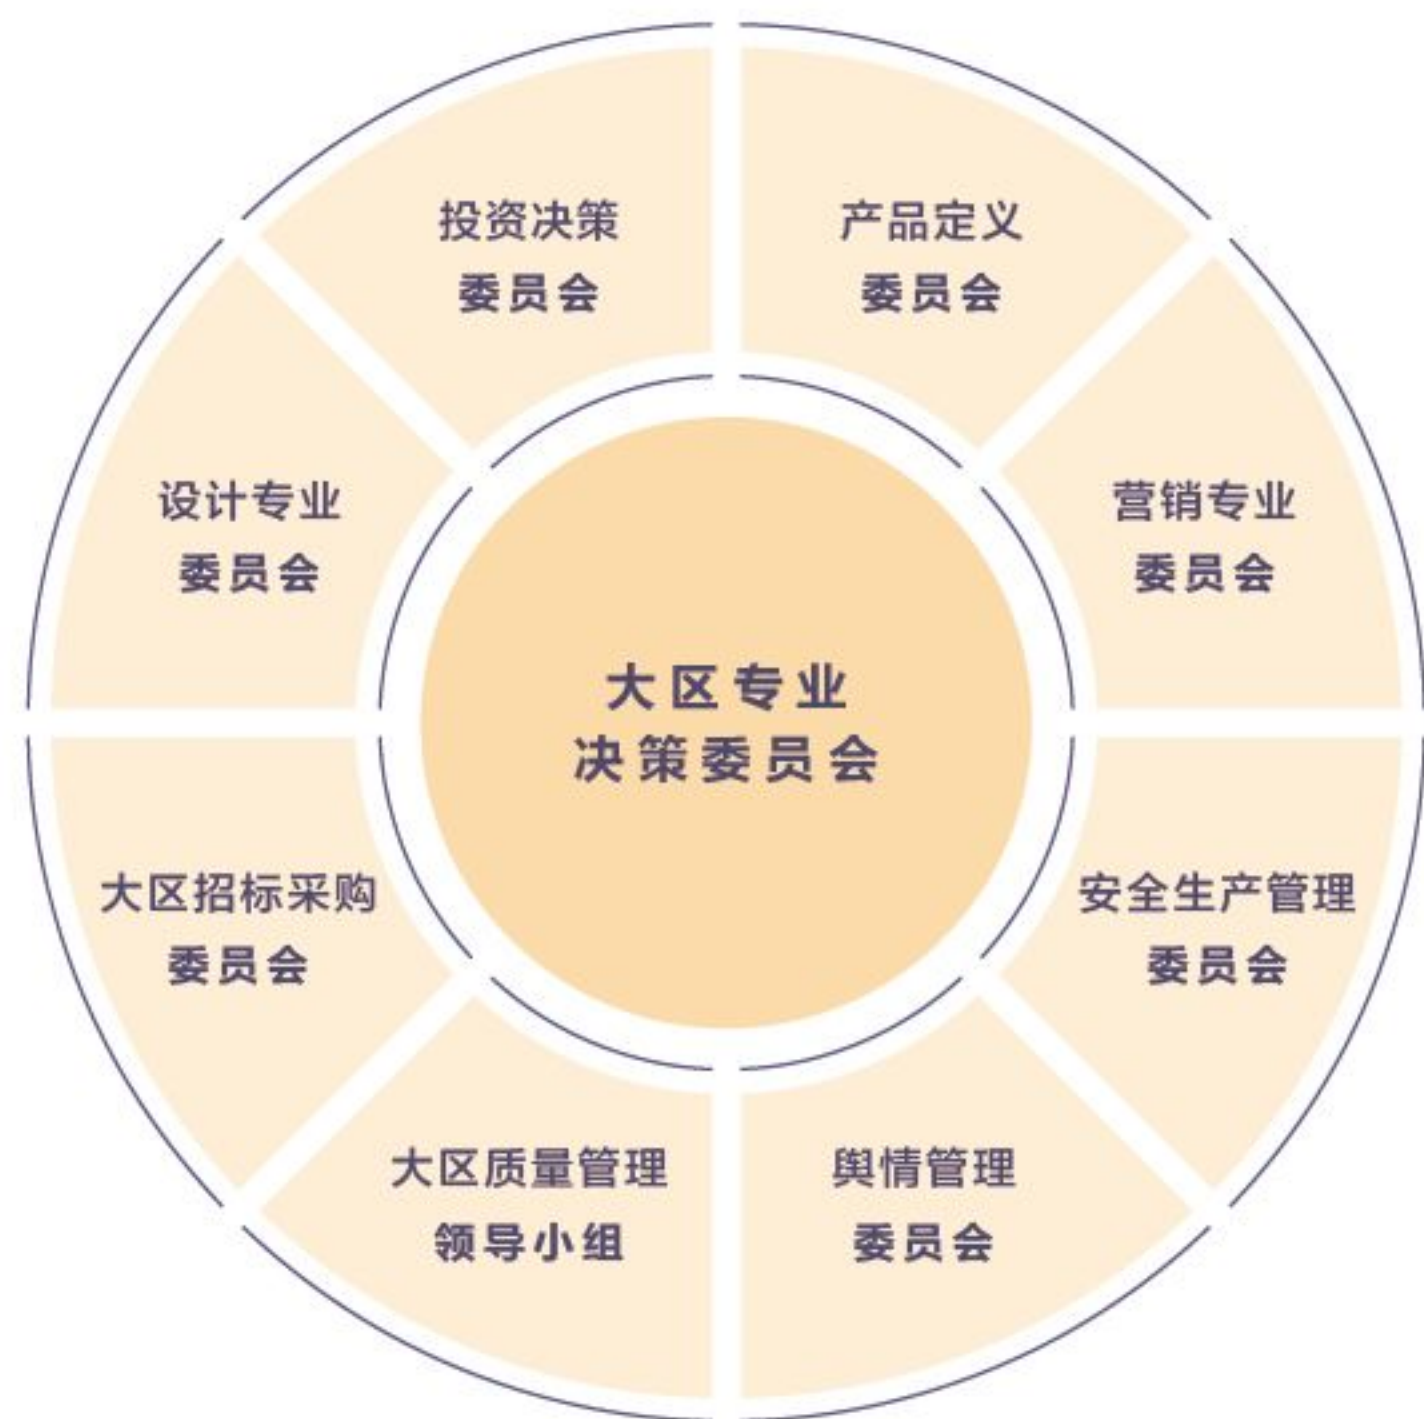 投资决策
委员会
产品定义
委员会
设计专业
委员会
营销专业
委员会
大区专业
决策委员会
大区招标采购
委员会
安全生产管理
委员会
大区质量管理
领导小组
舆情管理
委员会